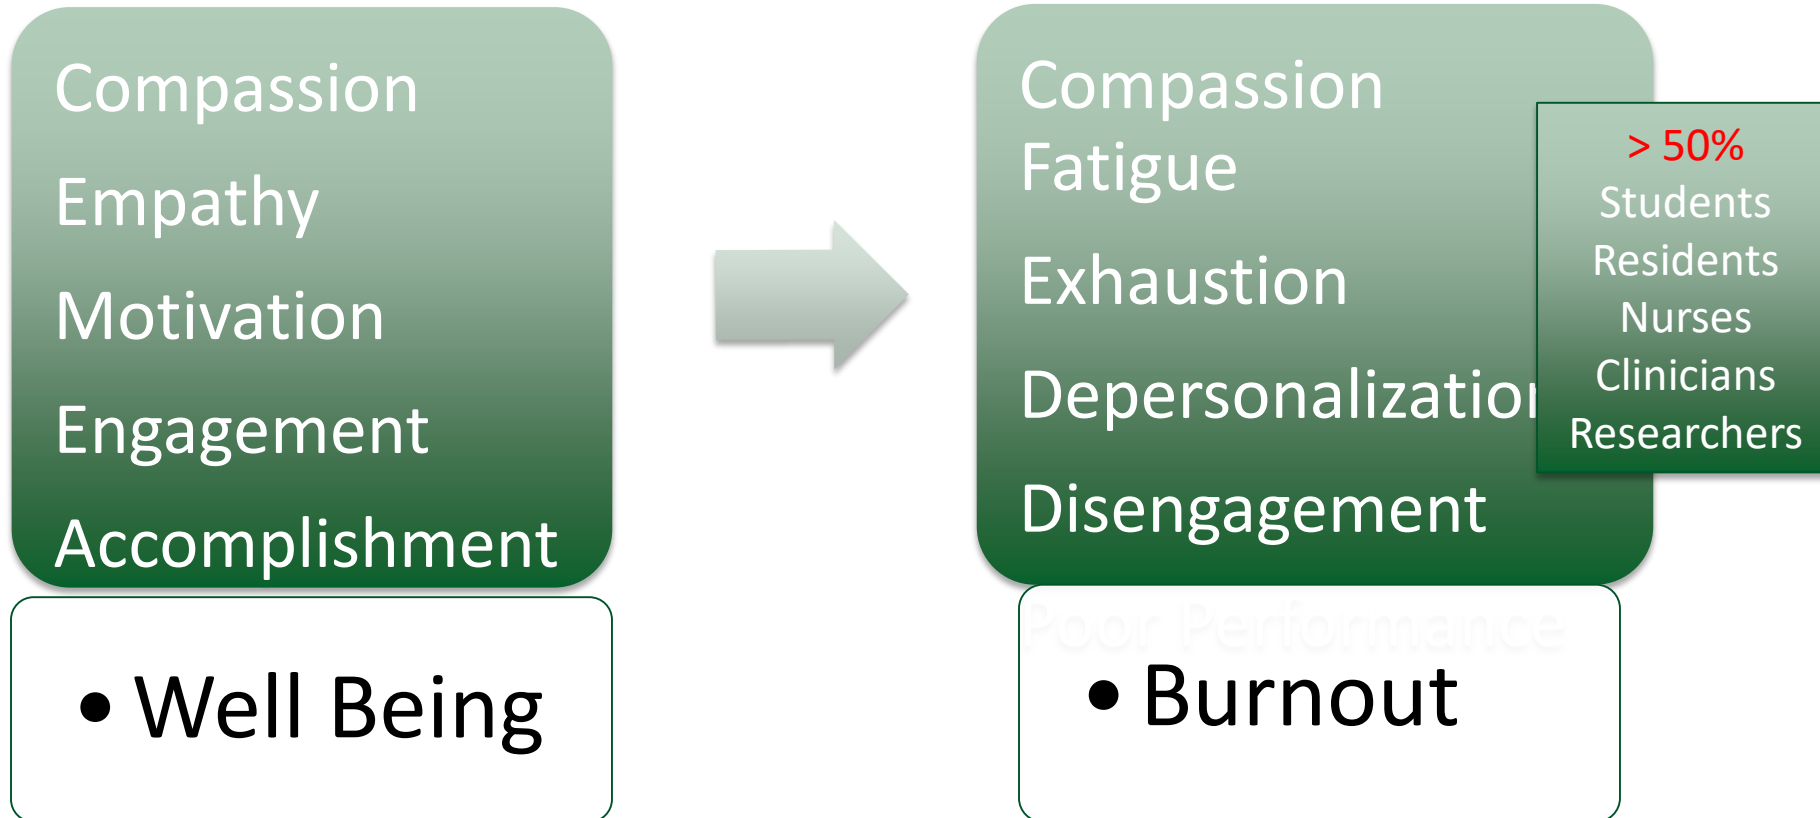 Compassion
Empathy
Motivation
Engagement
Accomplishment
• Well Being
Compassion
Fatigue
Exhaustion
Depersonalization
Disengagement
Poor Performance
• Burnout
> 50%
Students
Residents
Nurses
Clinicians
Researchers